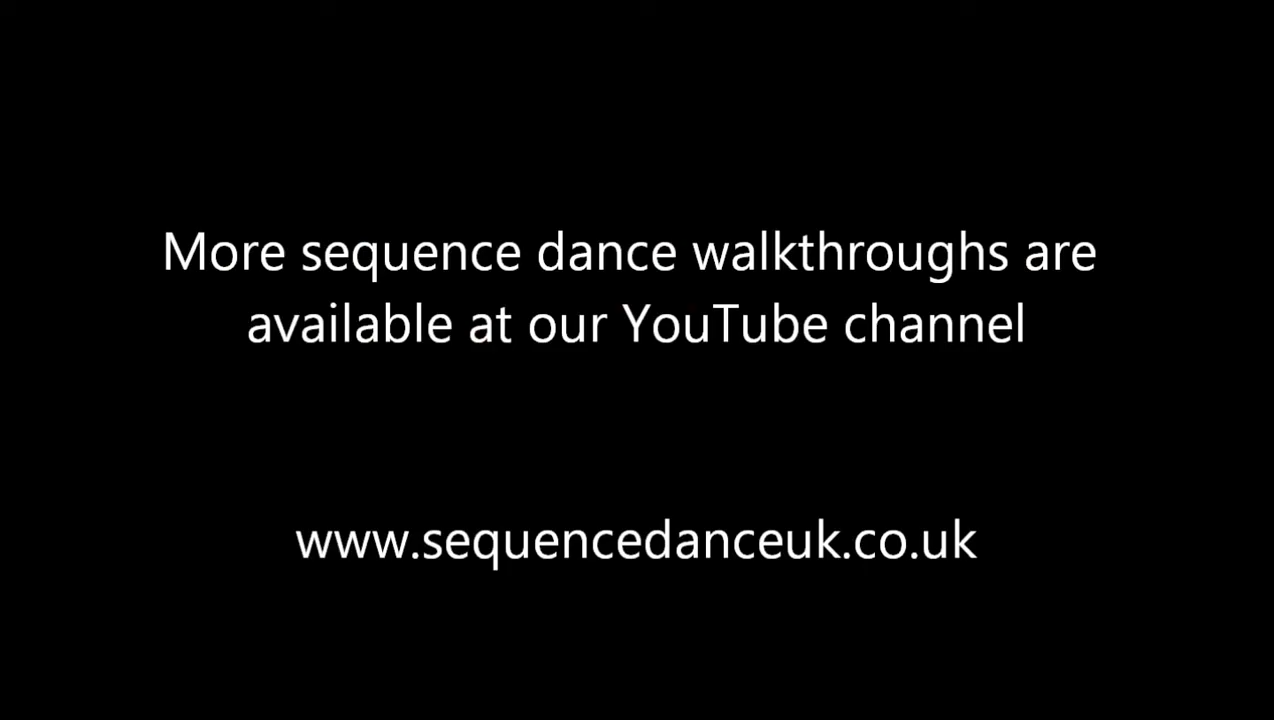 More sequence dance walkthroughs are
available at our YouTube channel
www.sequencedanceuk.co.uk